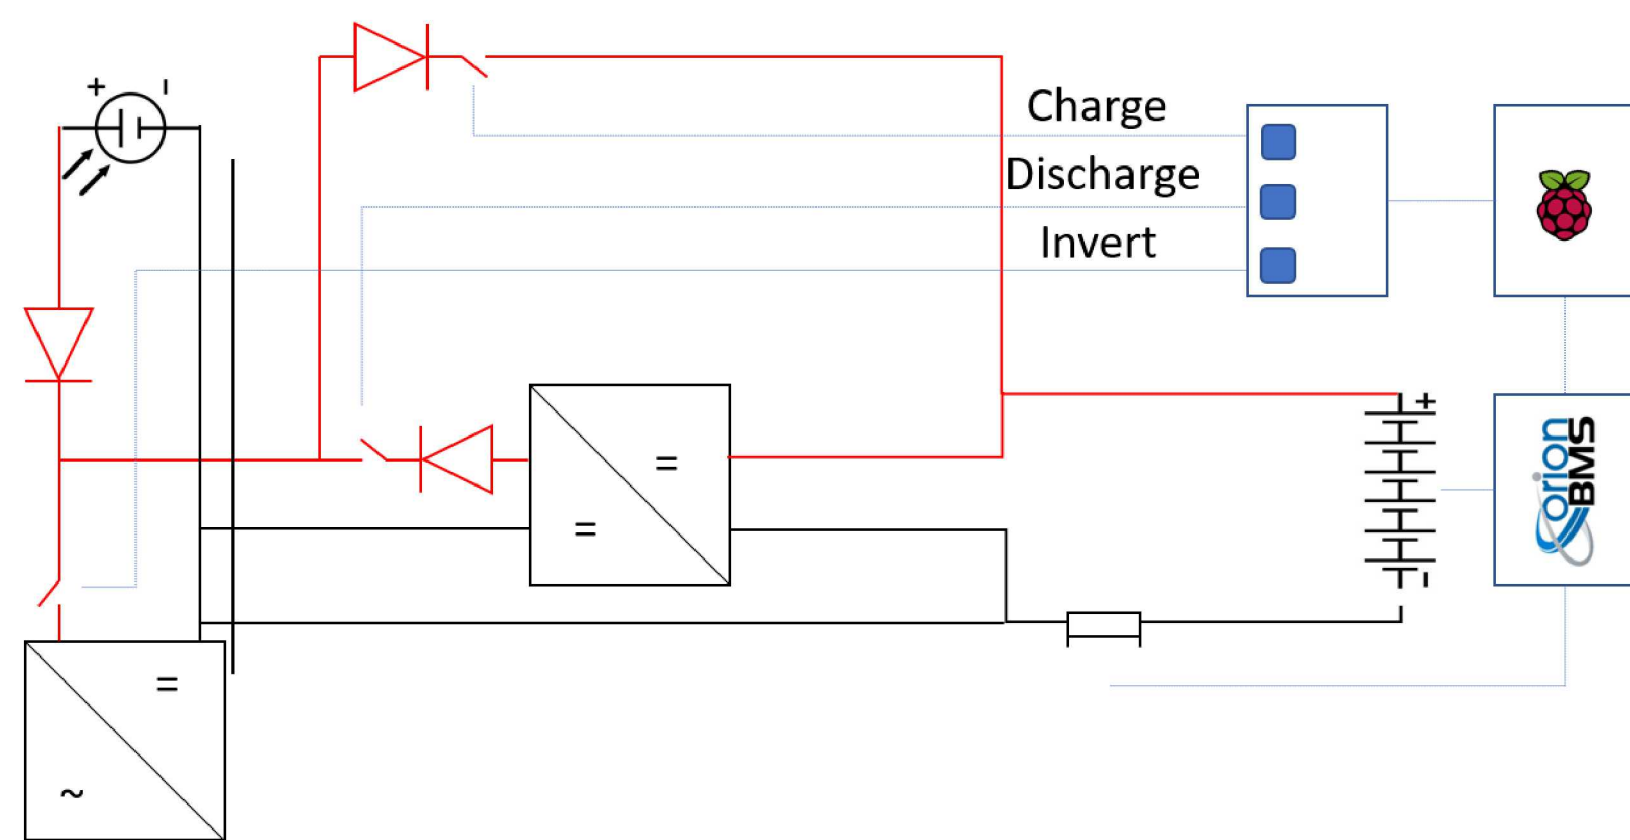 + -
Charge
Discharge
Invert
+
=
=
-
=
~
orion
BMS